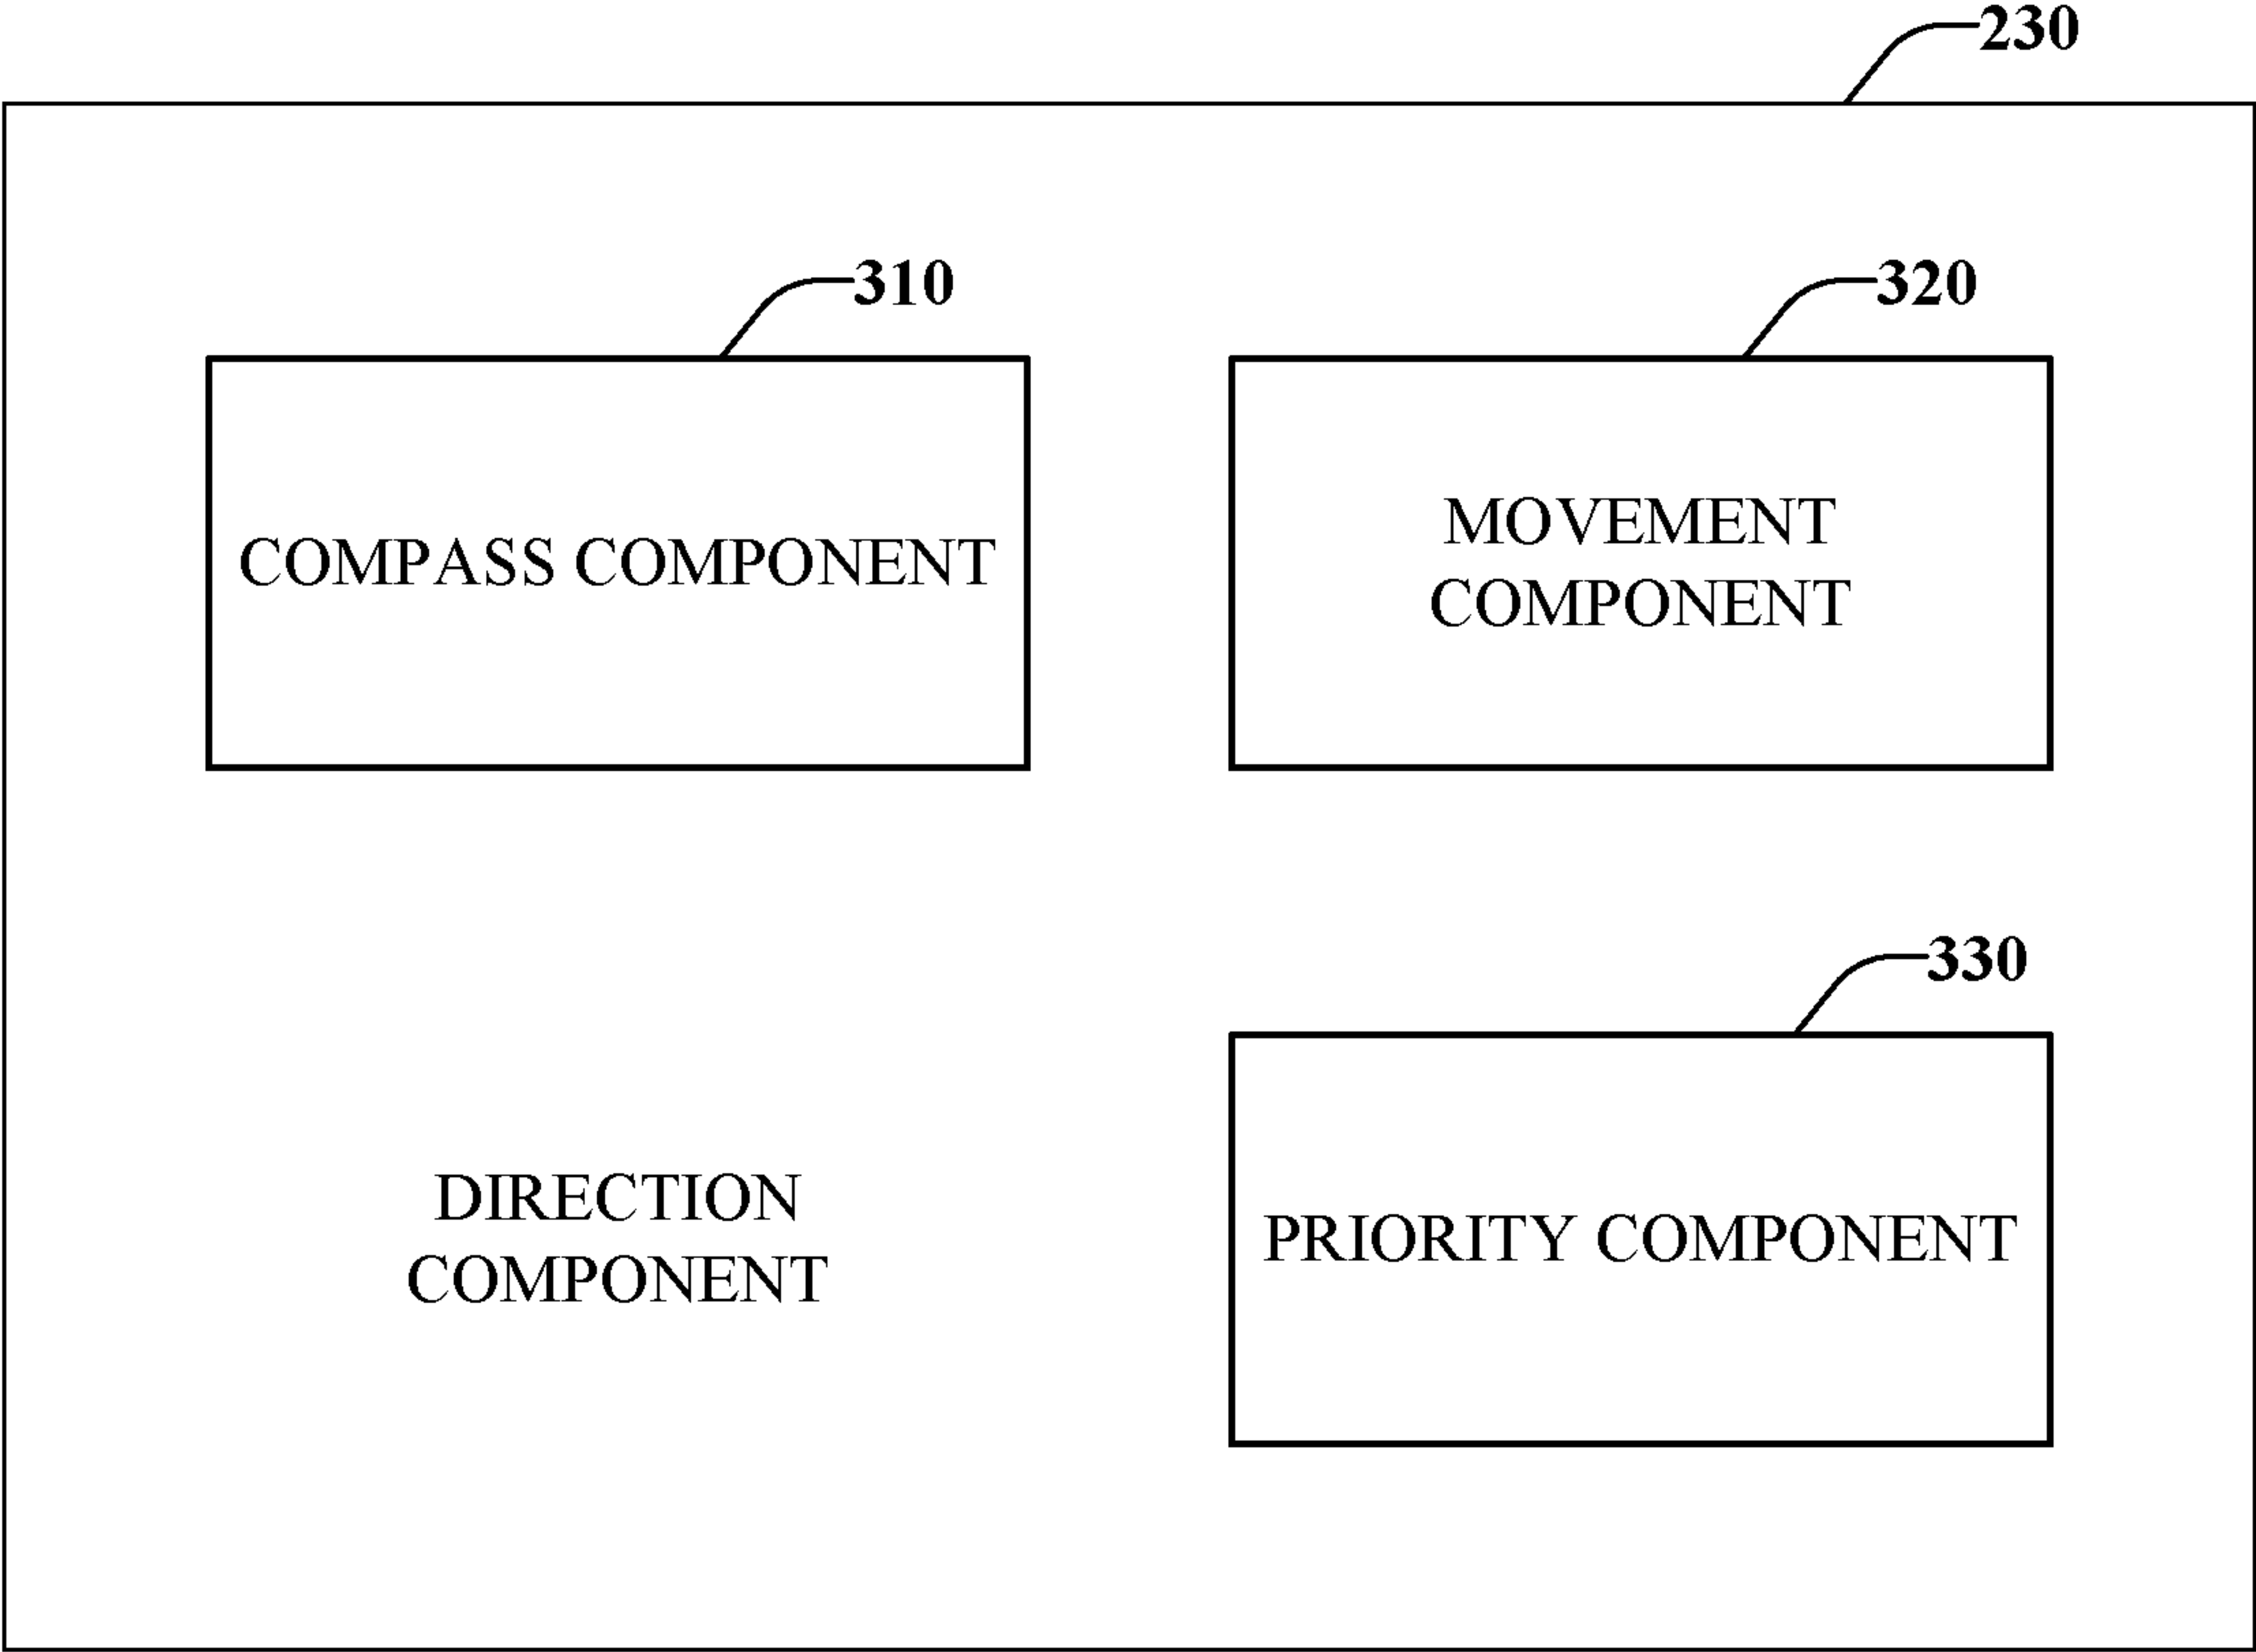 230
310
320
COMPASS COMPONENT
MOVEMENT
COMPONENT
330
DIRECTION
COMPONENT
PRIORITY COMPONENT